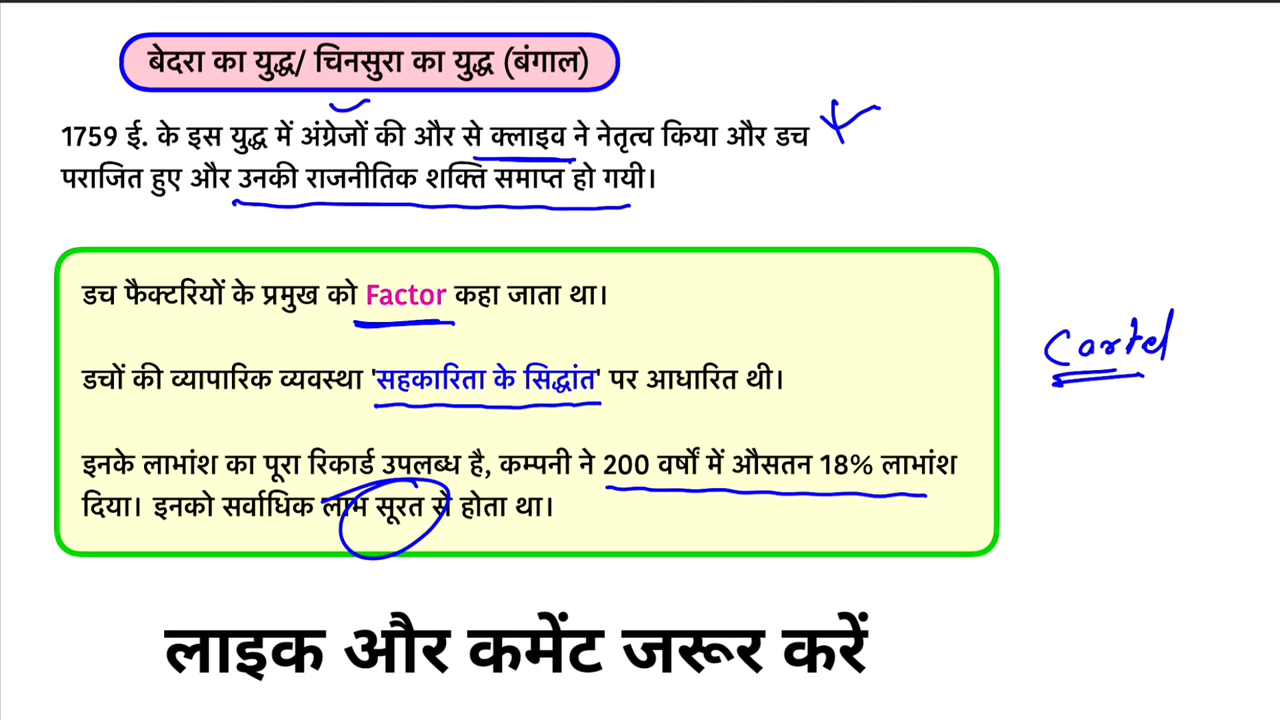 बेदरा का युद्ध/ चिनसुरा का युद्ध (बंगाल)
1759 ई. के इस युद्ध में अंग्रेजों की और से क्लाइव ने नेतृत्व किया और डच
पराजित हुए और उनकी राजनीतिक शक्ति समाप्त हो गयी।
डच फैक्टरियों के प्रमुख को Factor कहा जाता था।
डचों की व्यापारिक व्यवस्था 'सहकारिता के सिद्धांत' पर आधारित थी।
Cartel
इनके लाभांश का पूरा रिकार्ड उपलब्ध है, कम्पनी ने 200 वर्षों में औसतन 18% लाभांश
दिया। इनको सर्वाधिक लाभ सूरत से होता था।
लाइक और कमेंट जरूर करें